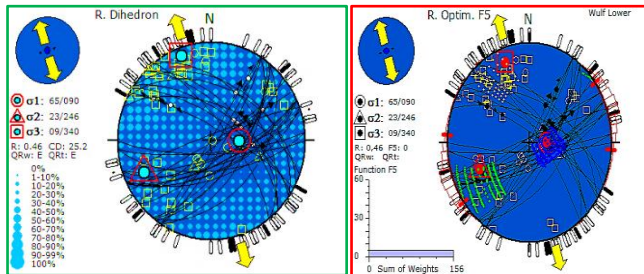 R. Dihedron
N
σ1: 65/090
σ2: 23/246
σ3: 09/340
R: 0.46 CD: 25.2
QRw: E QRt: E
0%
1-10%
10-20%
20-30%
30-40%
40-50%
50-60%
60-70%
70-80%
80-90%
90-99%
100%
R. Optim. F5
Wulf Lower
N
σ1: 65/090
σ2: 23/246
σ3: 09/340
R: 0,46 F5: 0
QRw: QRt:
Function F5
60
45
30
15
0
0 Sum of Weights 156